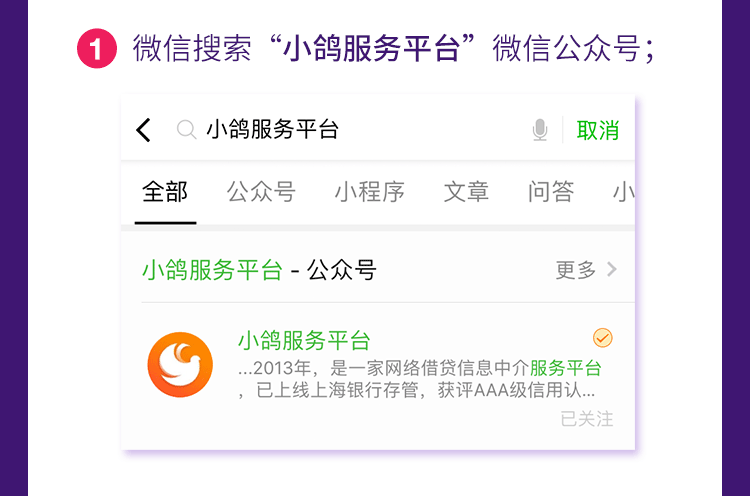 1 微信搜索“小鸽服务平台”微信公众号；
小鸽服务平台 取消
全部 公众号 小程序 文章 问答 小
小鸽服务平台 - 公众号 更多
小鸽服务平台
...2013年，是一家网络借贷信息中介服务平台
，已上线上海银行存管，获评AAA级信用认...
已关注